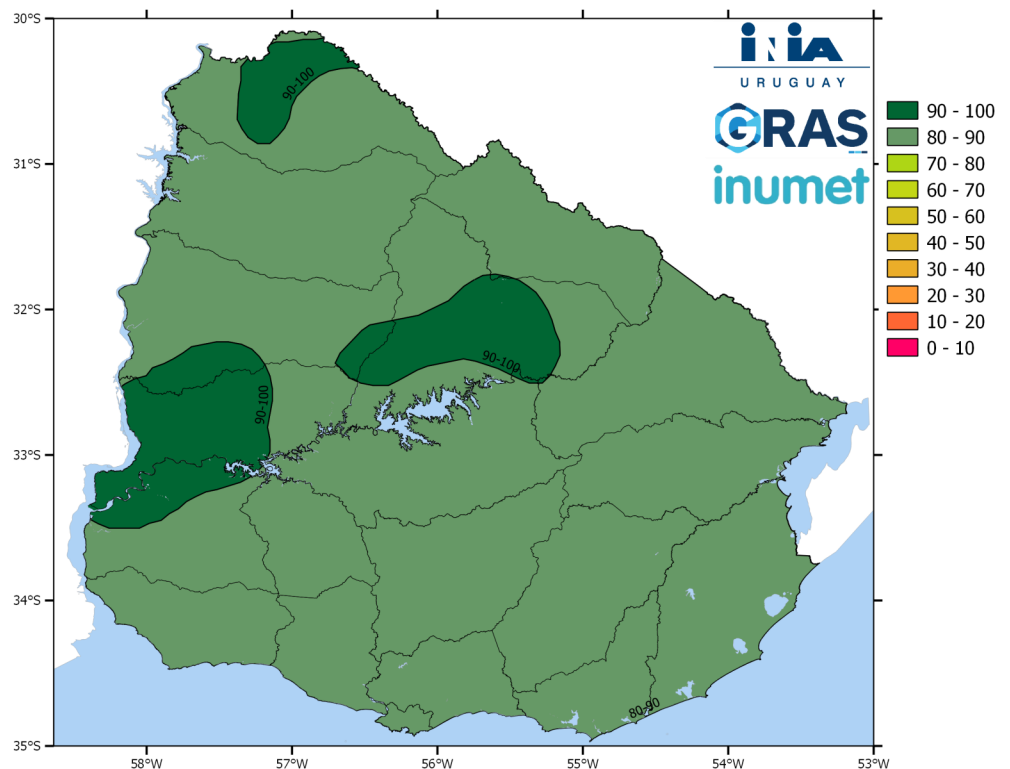 30°S
31°S
32°S
33°S
34°S
35°S
58°W
57°W
56°W
55°W
54°W
53°W
90-100
90-100
90-100
80-90
INIA
URUGUAY
GRAS
inumet
90 - 100
80 - 90
70 - 80
60 - 70
50 - 60
40 - 50
30 - 40
20 - 30
10 - 20
0 - 10